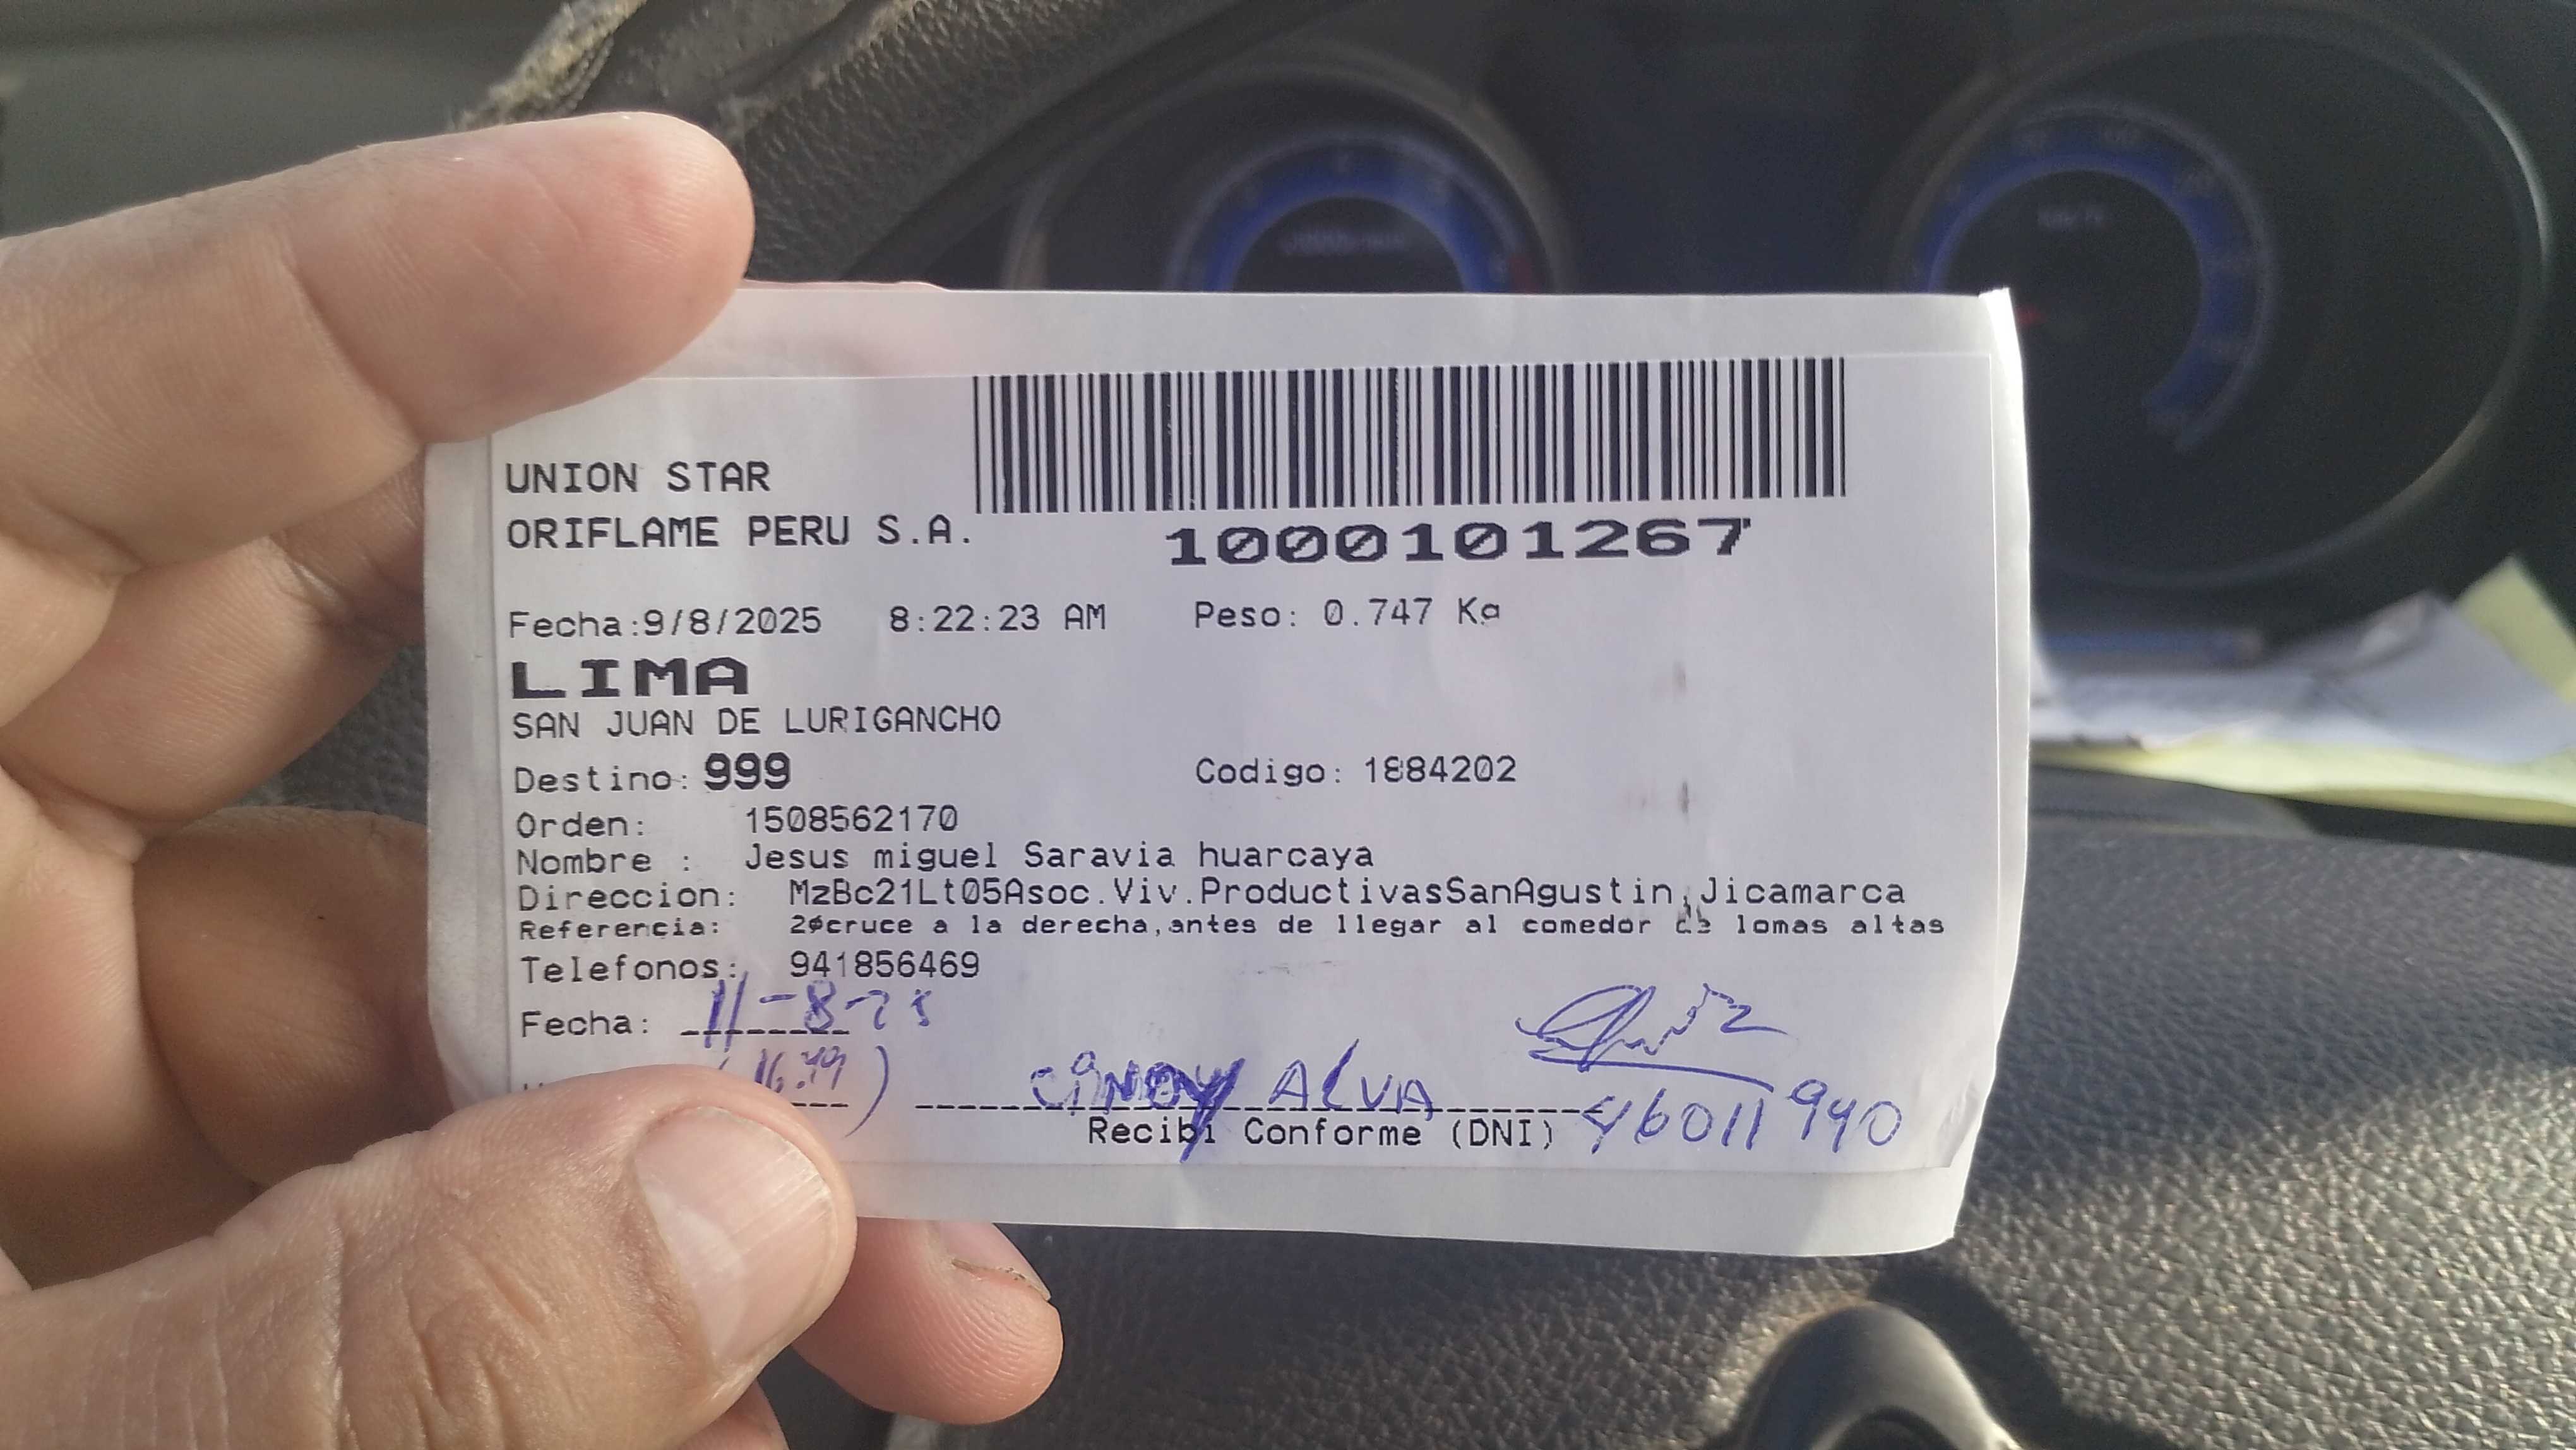 UNION STAR
ORIFLAME PERU S.A.
1000101267
Fecha:9/8/2025 8:22:23 AM Peso: 0.747 Kg
LIMA
SAN JUAN DE LURIGANCHO
Destino: 999 Codigo: 1884202
Orden: 1508562170
Nombre : Jesus miguel Saravia huarcaya
Direccion: MzBc21Lt05Asoc.Viv.ProductivasSanAgustin,Jicamarca
Referencia: 2øcruce a la derecha,antes de llegar al comedor de lomas altas
Telefonos: 941856469
Fecha: 11-8-25
(16:49) CINDY ALVA
Recibi Conforme (DNI) 46011940